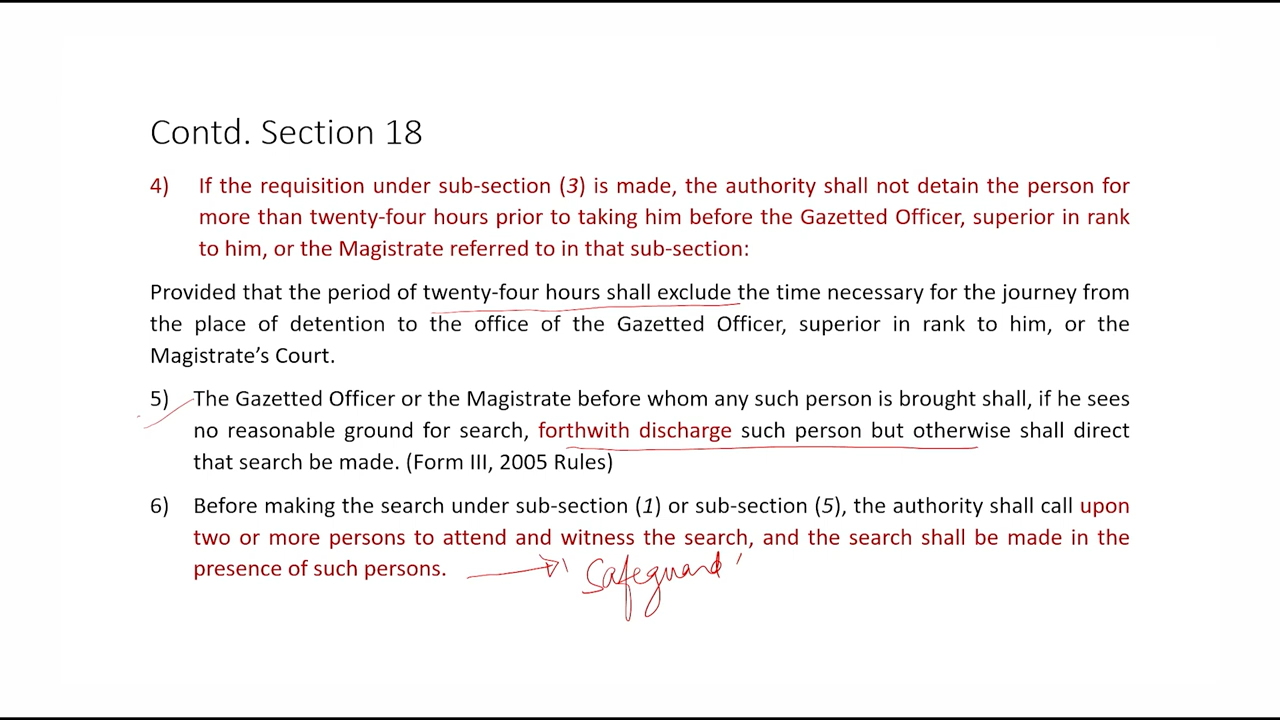 Contd. Section 18
4) If the requisition under sub-section (3) is made, the authority shall not detain the person for
more than twenty-four hours prior to taking him before the Gazetted Officer, superior in rank
to him, or the Magistrate referred to in that sub-section:
Provided that the period of twenty-four hours shall exclude the time necessary for the journey from
the place of detention to the office of the Gazetted Officer, superior in rank to him, or the
Magistrate’s Court.
5) The Gazetted Officer or the Magistrate before whom any such person is brought shall, if he sees
no reasonable ground for search, forthwith discharge such person but otherwise shall direct
that search be made. (Form III, 2005 Rules)
6) Before making the search under sub-section (1) or sub-section (5), the authority shall call upon
two or more persons to attend and witness the search, and the search shall be made in the
presence of such persons.
'Safeguard'